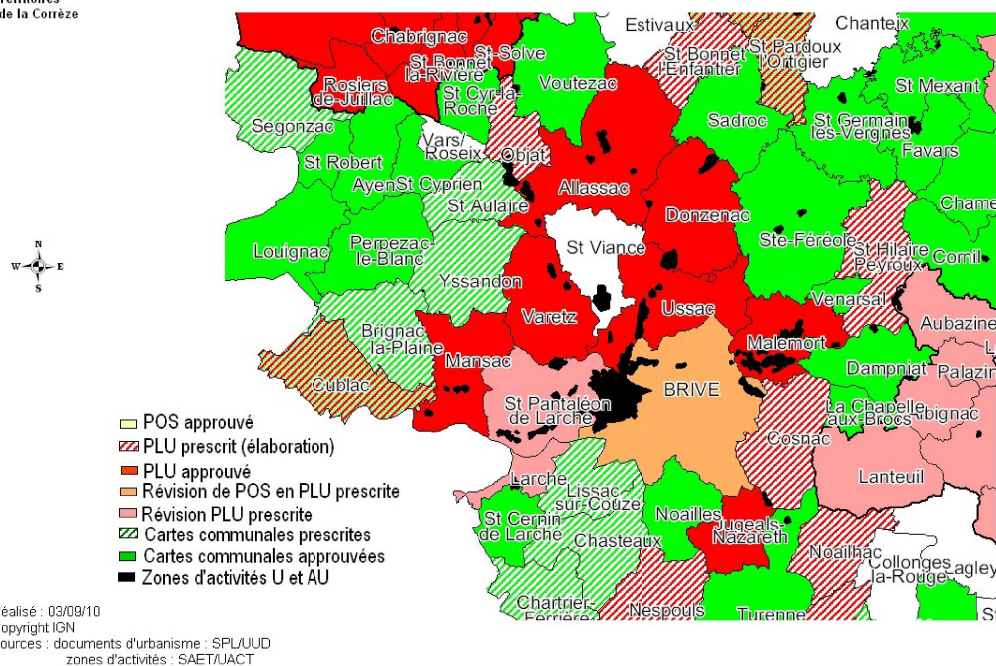 Territoires
de la Corrèze
Estivaux
Chanteix
Chabrignac
St-Solve
St Bonnet
l'Enfantier
St Pardoux
l'Ortigier
St Bonnet
la-Rivière
Voutezac
Rosiers
de-Juillac
St Cyr-la-
Roche
St Mexant
Segonzac
Sadroc
St Germain
les-Vergnes
Vars/
Roseix
Objat
Favars
St Robert
Ayen
St Cyprien
Allassac
St Aulaire
Donzenac
Chame
Louignac
Perpezac-
le-Blanc
St Viance
Ste-Féréole
St Hilaire
Peyroux
Cornil
N
W E
S
Yssandon
Venarsal
Varetz
Ussac
Aubazine
Brignac-
la-Plaine
Malemort
Mansac
Dampniat
Palazin
Cublac
BRIVE
St Pantaléon
de Larche
La Chapelle
aux-Brocs
Albignac
Cosnac
Larche
Lanteuil
Lissac-
sur-Couze
St Cernin
de Larche
Noailles
Jugeals-
Nazareth
Chasteaux
Noailhac
Collonges
la-Rouge
Lagley
Chartrier-
Ferrière
Nespouls
Turenne
POS approuvé
PLU prescrit (élaboration)
PLU approuvé
Révision de POS en PLU prescrite
Révision PLU prescrite
Cartes communales prescrites
Cartes communales approuvées
Zones d'activités U et AU
éalisé : 03/09/10
opyright IGN
ources : documents d'urbanisme : SPL/UUD
zones d'activités : SAET/UACT